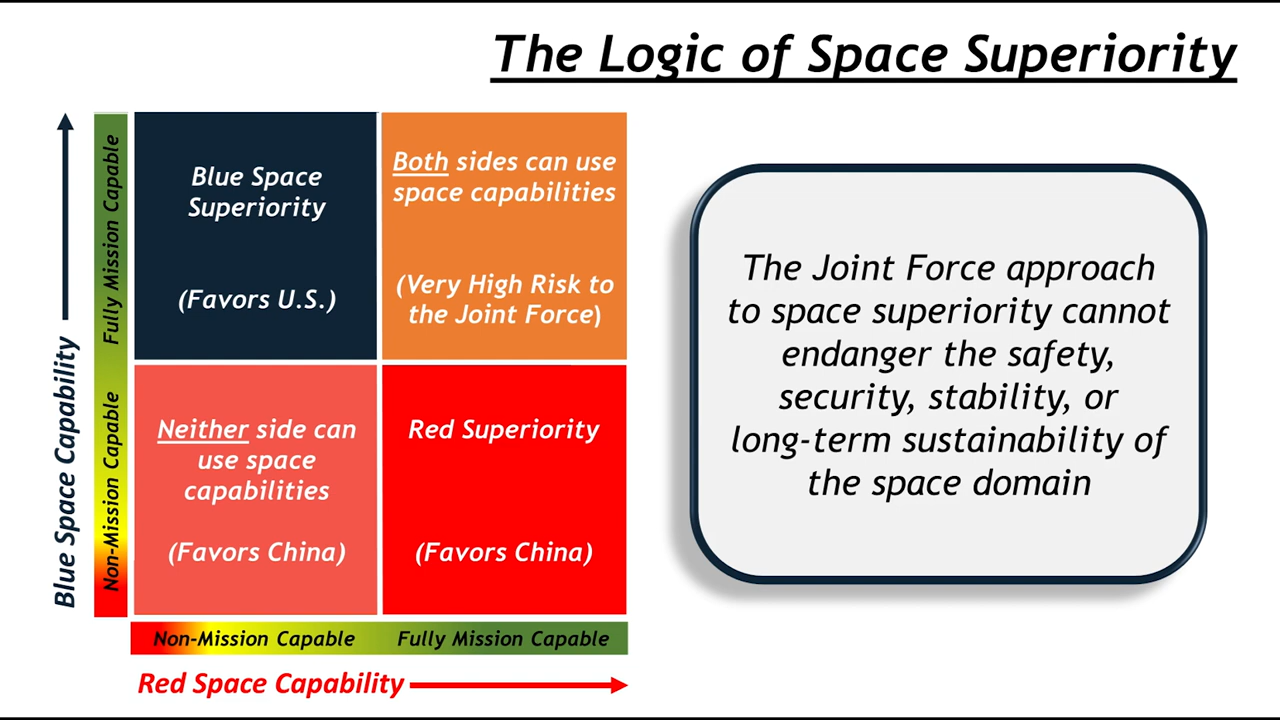 The Logic of Space Superiority
Blue Space Capability
Fully Mission Capable
Non-Mission Capable
Blue Space
Superiority
(Favors U.S.)
Both sides can use
space capabilities
(Very High Risk to
the Joint Force)
Neither side can
use space
capabilities
(Favors China)
Red Superiority
(Favors China)
Non-Mission Capable
Fully Mission Capable
Red Space Capability
The Joint Force approach
to space superiority cannot
endanger the safety,
security, stability, or
long-term sustainability of
the space domain